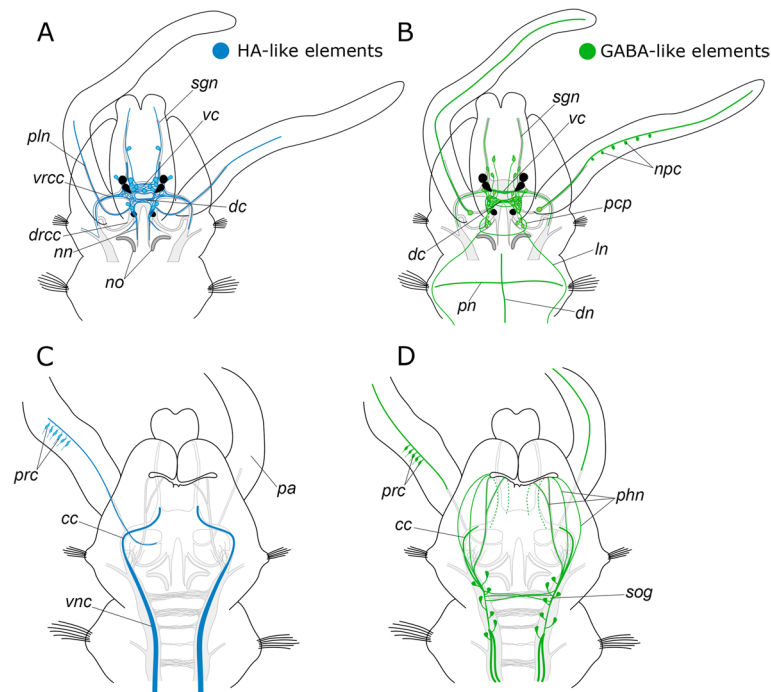 A
HA-like elements
sgn
vc
pln
vrcc
dc
drcc
nn
no
B
GABA-like elements
sgn
vc
npc
pcp
dc
ln
pn
dn
C
prc
pa
cc
vnc
D
prc
phn
cc
sog